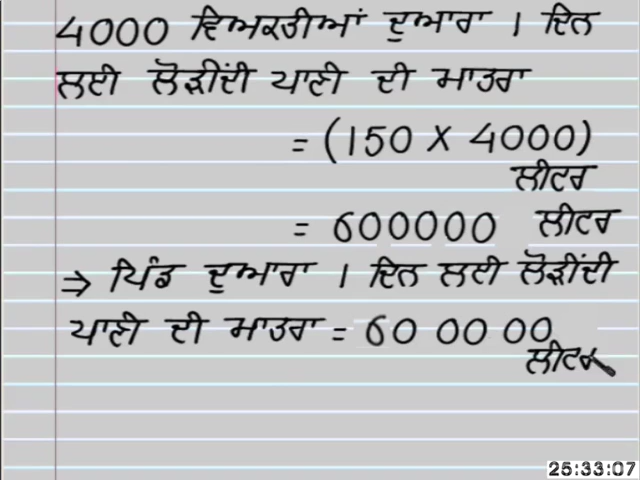 4000 ਵਿਅਕਤੀਆਂ ਦੁਆਰਾ 1 ਦਿਨ
ਲਈ ਲੋੜੀਂਦੀ ਪਾਣੀ ਦੀ ਮਾਤਰਾ
= (150 X 4000)
ਲੀਟਰ
= 600000 ਲੀਟਰ
⇒ ਪਿੰਡ ਦੁਆਰਾ 1 ਦਿਨ ਲਈ ਲੋੜੀਂਦੀ
ਪਾਣੀ ਦੀ ਮਾਤਰਾ = 60 00 00
ਲੀਟਰ
25:33:07